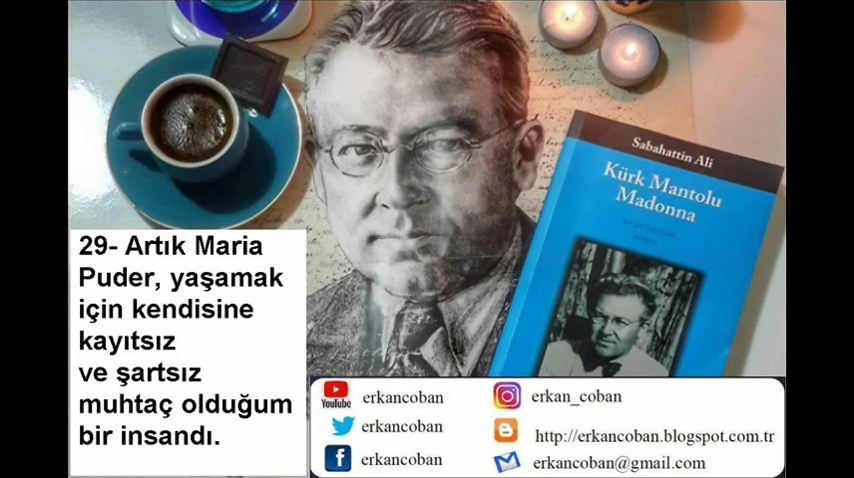 Sabahattin Ali
Kürk Mantolu
Madonna
29- Artık Maria
Puder, yaşamak
için kendisine
kayıtsız
ve şartsız
muhtaç olduğum
bir insandı.
YouTube erkancoban
erkancoban
erkancoban
erkan_coban
http://erkancoban.blogspot.com.tr
erkancoban@gmail.com